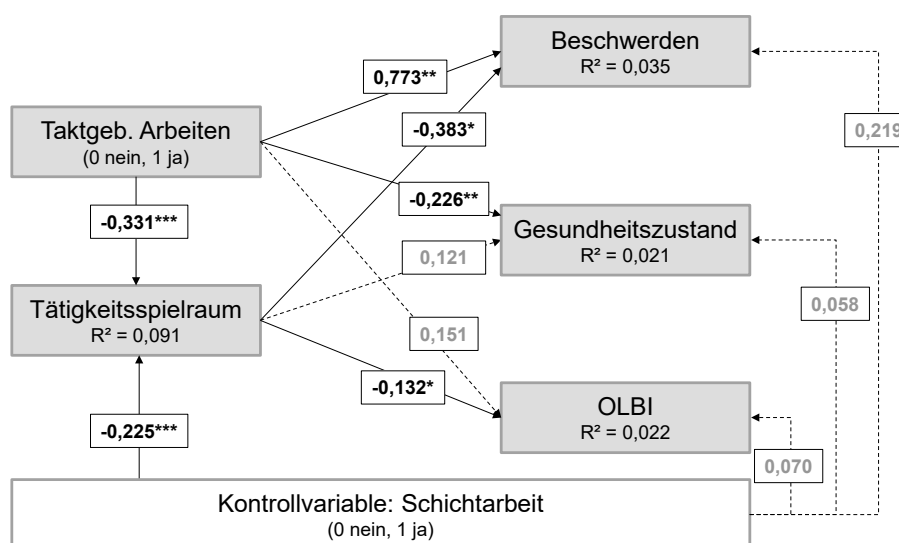 Beschwerden
R² = 0,035
0,773**
-0,383*
0,219
Taktgeb. Arbeiten
(0 nein, 1 ja)
-0,331***
-0,226**
Gesundheitszustand
R² = 0,021
0,121
0,058
Tätigkeitsspielraum
R² = 0,091
0,151
-0,132*
OLBI
R² = 0,022
-0,225***
0,070
Kontrollvariable: Schichtarbeit
(0 nein, 1 ja)